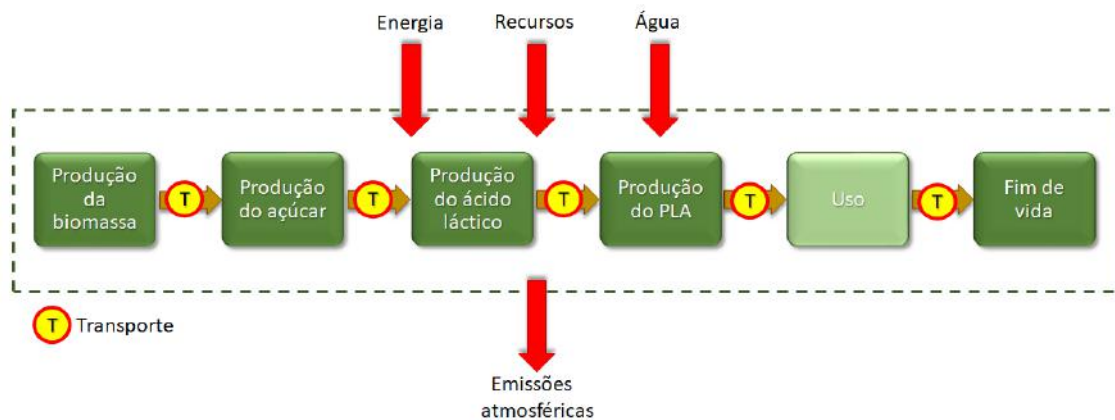 Energia
Recursos
Água
Produção
da
biomassa
T
Produção
do açúcar
T
Produção
do ácido
láctico
T
Produção
do PLA
T
Uso
T
Fim de
vida
T Transporte
Emissões
atmosféricas